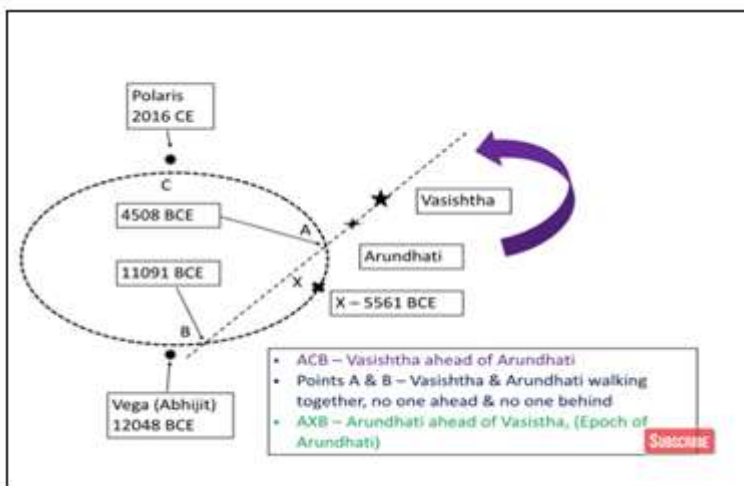 Polaris
2016 CE
C
4508 BCE
A
Vasishtha
Arundhati
11091 BCE
X
X – 5561 BCE
B
Vega (Abhijit)
12048 BCE
• ACB – Vasishtha ahead of Arundhati
• Points A & B – Vasishtha & Arundhati walking
together, no one ahead & no one behind
• AXB – Arundhati ahead of Vasistha, (Epoch of
Arundhati)
SUBSCRIBE